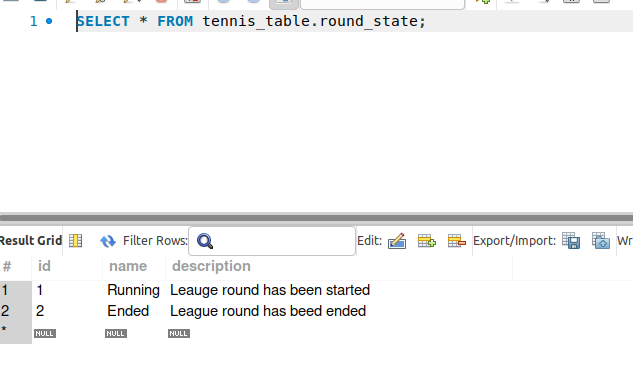 1 SELECT * FROM tennis_table.round_state;
Result Grid Filter Rows: Edit: Export/Import: Wr
# id name description
1 1 Running Leauge round has been started
2 2 Ended League round has beed ended
* NULL NULL NULL